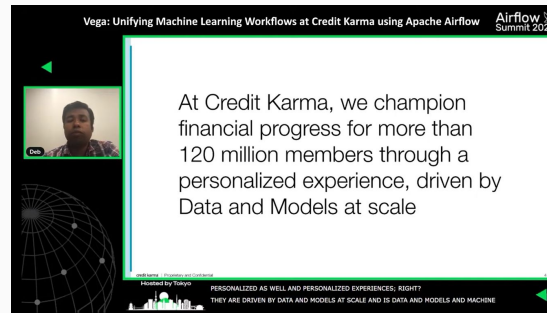 Vega: Unifying Machine Learning Workflows at Credit Karma using Apache Airflow
Airflow
Summit 202
At Credit Karma, we champion
financial progress for more than
120 million members through a
personalized experience, driven by
Data and Models at scale
Deb
credit karma | Proprietary and Confidential
Hosted by Tokyo
PERSONALIZED AS WELL AND PERSONALIZED EXPERIENCES; RIGHT?
THEY ARE DRIVEN BY DATA AND MODELS AT SCALE AND IS DATA AND MODELS AND MACHINE